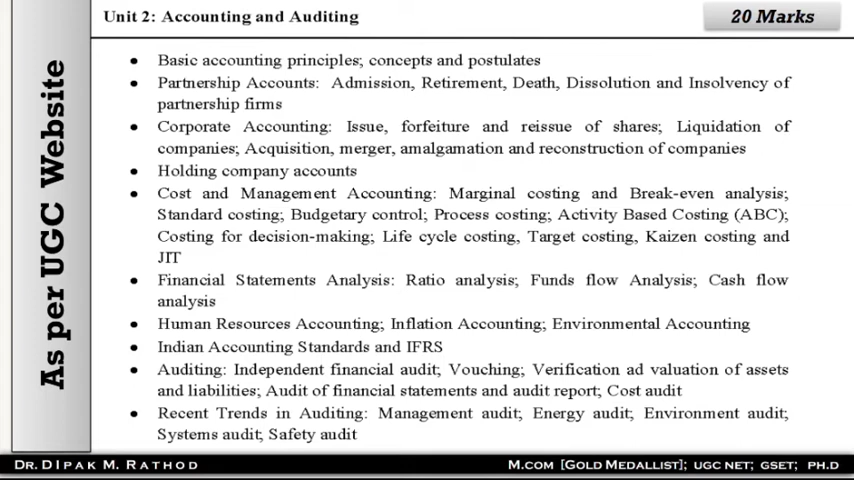 Unit 2: Accounting and Auditing
20 Marks
As per UGC Website
● Basic accounting principles; concepts and postulates
● Partnership Accounts: Admission, Retirement, Death, Dissolution and Insolvency of
partnership firms
● Corporate Accounting: Issue, forfeiture and reissue of shares; Liquidation of
companies; Acquisition, merger, amalgamation and reconstruction of companies
● Holding company accounts
● Cost and Management Accounting: Marginal costing and Break-even analysis;
Standard costing; Budgetary control; Process costing; Activity Based Costing (ABC);
Costing for decision-making; Life cycle costing, Target costing, Kaizen costing and
JIT
● Financial Statements Analysis: Ratio analysis; Funds flow Analysis; Cash flow
analysis
● Human Resources Accounting; Inflation Accounting; Environmental Accounting
● Indian Accounting Standards and IFRS
● Auditing: Independent financial audit; Vouching; Verification ad valuation of assets
and liabilities; Audit of financial statements and audit report; Cost audit
● Recent Trends in Auditing: Management audit; Energy audit; Environment audit;
Systems audit; Safety audit
DR. DIPAK M. RATHOD
M.COM [GOLD MEDALLIST]; UGC NET; GSET; PH.D